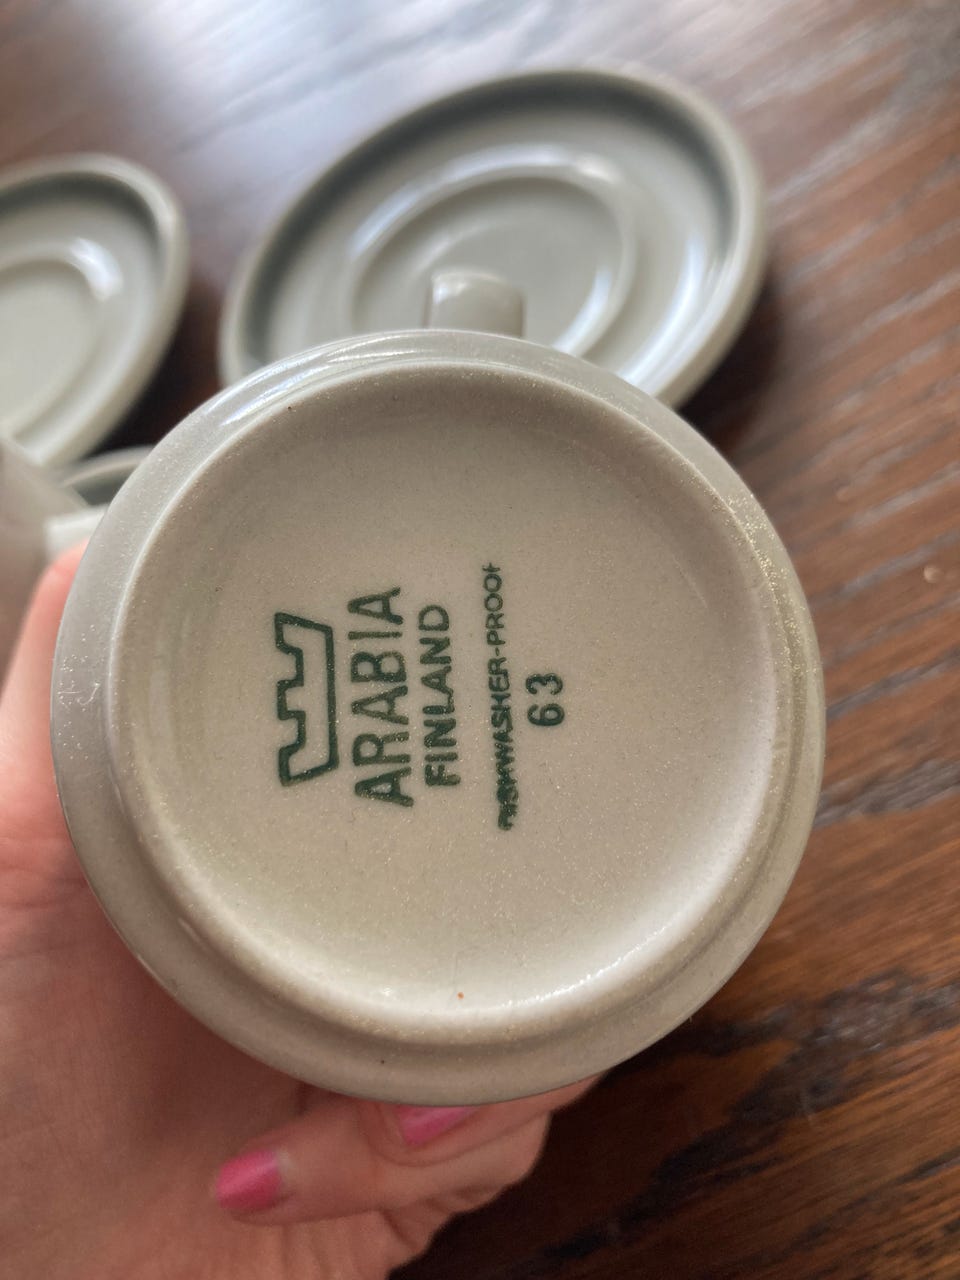 ARABIA
FINLAND
DISHWASHER-PROOF
63